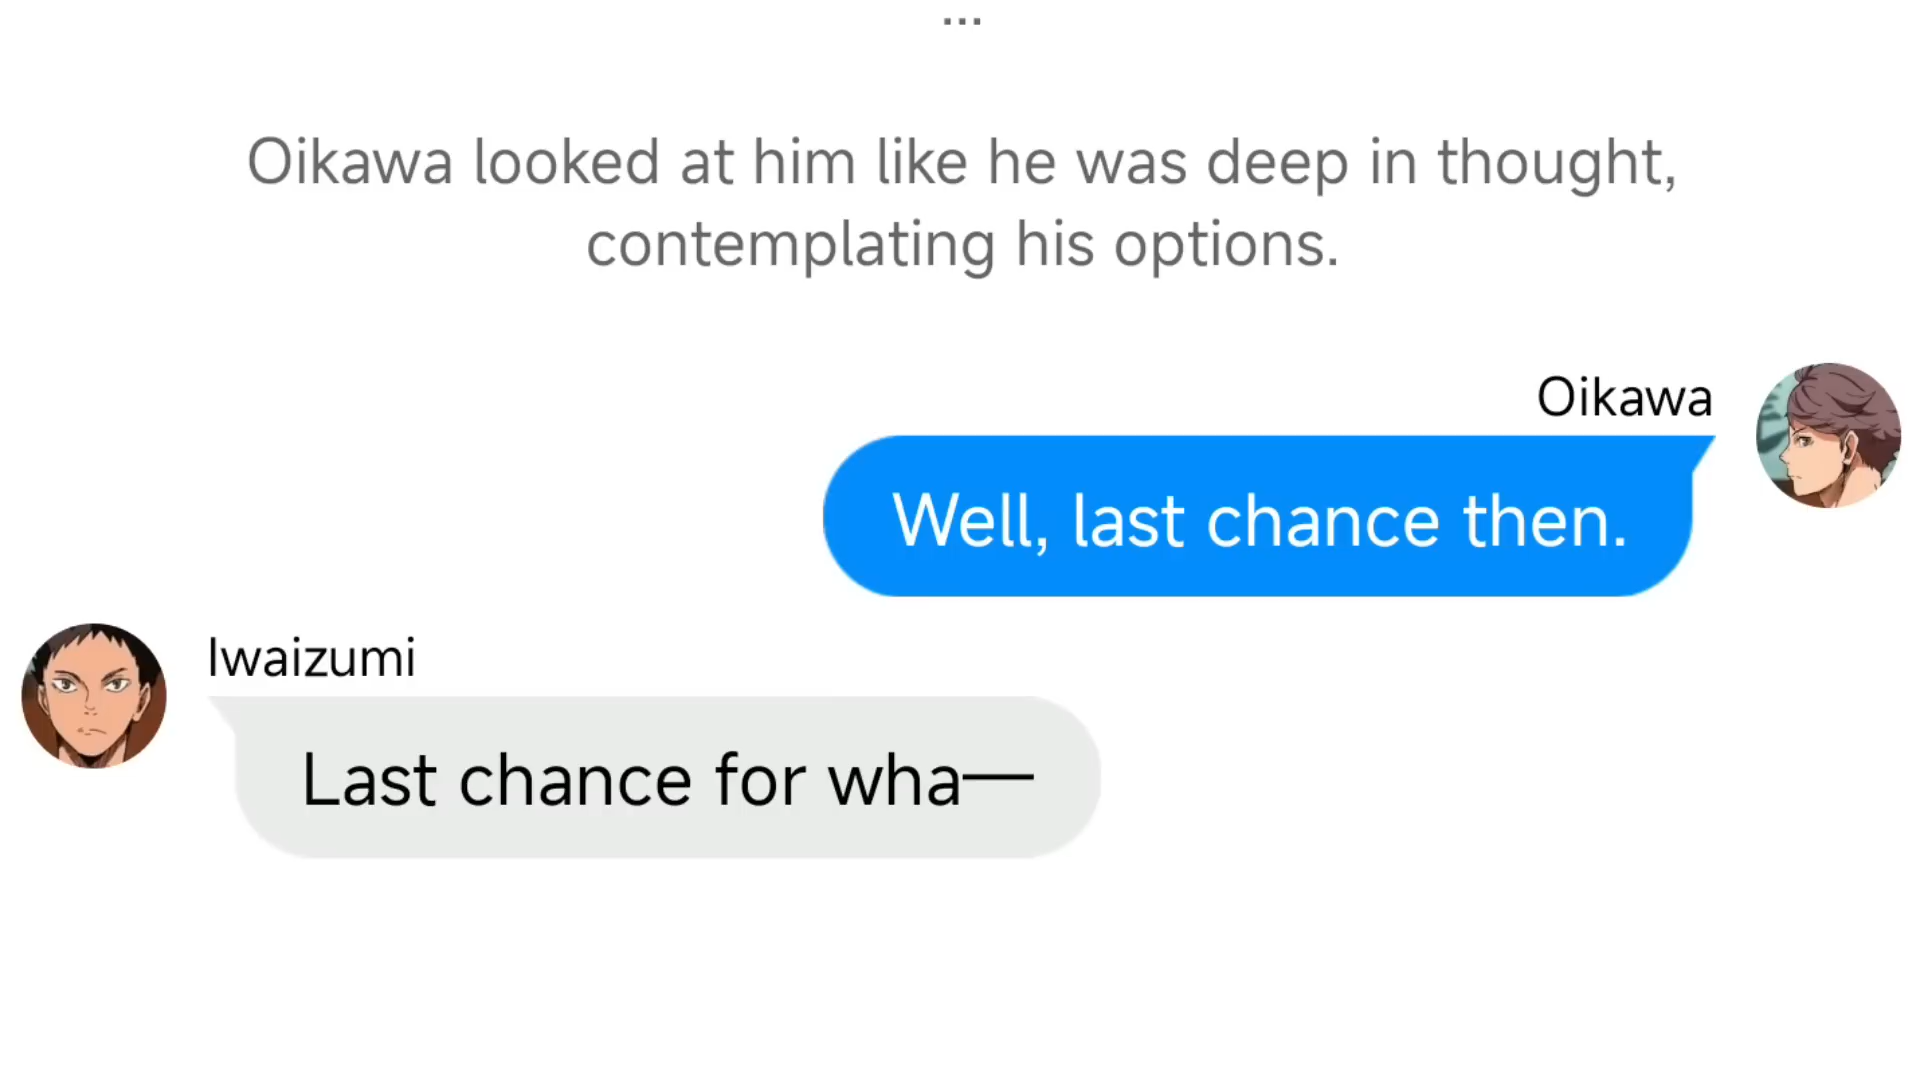 ...
Oikawa looked at him like he was deep in thought,
contemplating his options.
Oikawa
Well, last chance then.
Iwaizumi
Last chance for wha—